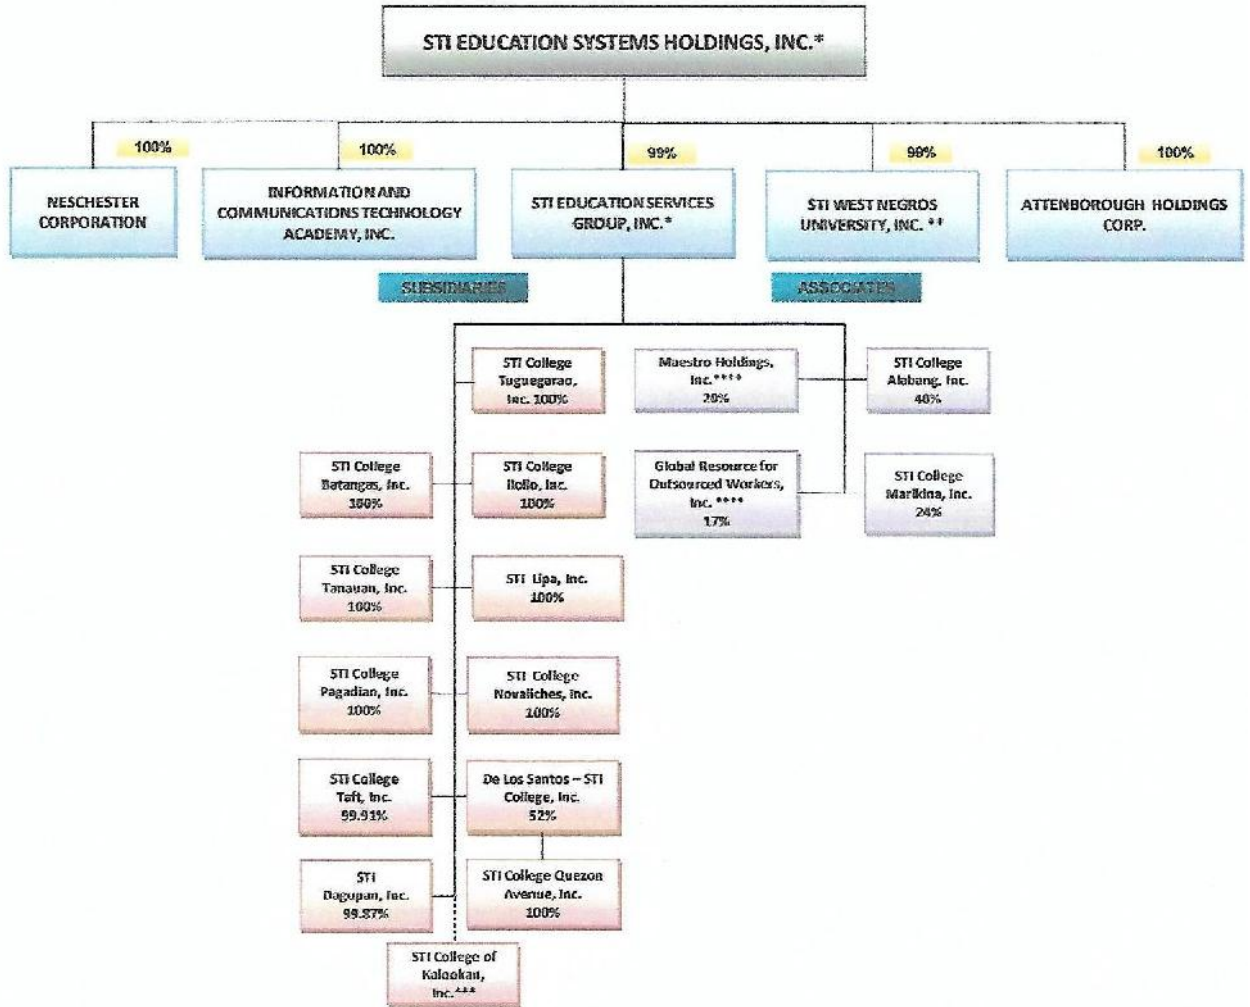 STI EDUCATION SYSTEMS HOLDINGS, INC.*
100%
100%
99%
99%
100%
NESCHESTER
CORPORATION
INFORMATION AND
COMMUNICATIONS TECHNOLOGY
ACADEMY, INC.
STI EDUCATION SERVICES
GROUP, INC.*
STI WEST NEGROS
UNIVERSITY, INC. **
ATTENBOROUGH HOLDINGS
CORP.
SUBSIDIARIES
ASSOCIATES
STI College
Tuguegarao,
Inc. 100%
Maestro Holdings,
Inc.****
20%
STI College
Alabang, Inc.
40%
STI College
Batangas, Inc.
100%
STI College
Iloilo, Inc.
100%
Global Resource for
Outsourced Workers,
Inc. ****
17%
STI College
Marikina, Inc.
24%
STI College
Tanauan, Inc.
100%
STI Lipa, Inc.
100%
STI College
Pagadian, Inc.
100%
STI College
Novaliches, Inc.
100%
STI College
Taft, Inc.
99.91%
De Los Santos – STI
College, Inc.
52%
STI
Dagupan, Inc.
99.87%
STI College Quezon
Avenue, Inc.
100%
STI College of
Kalookan,
Inc.***